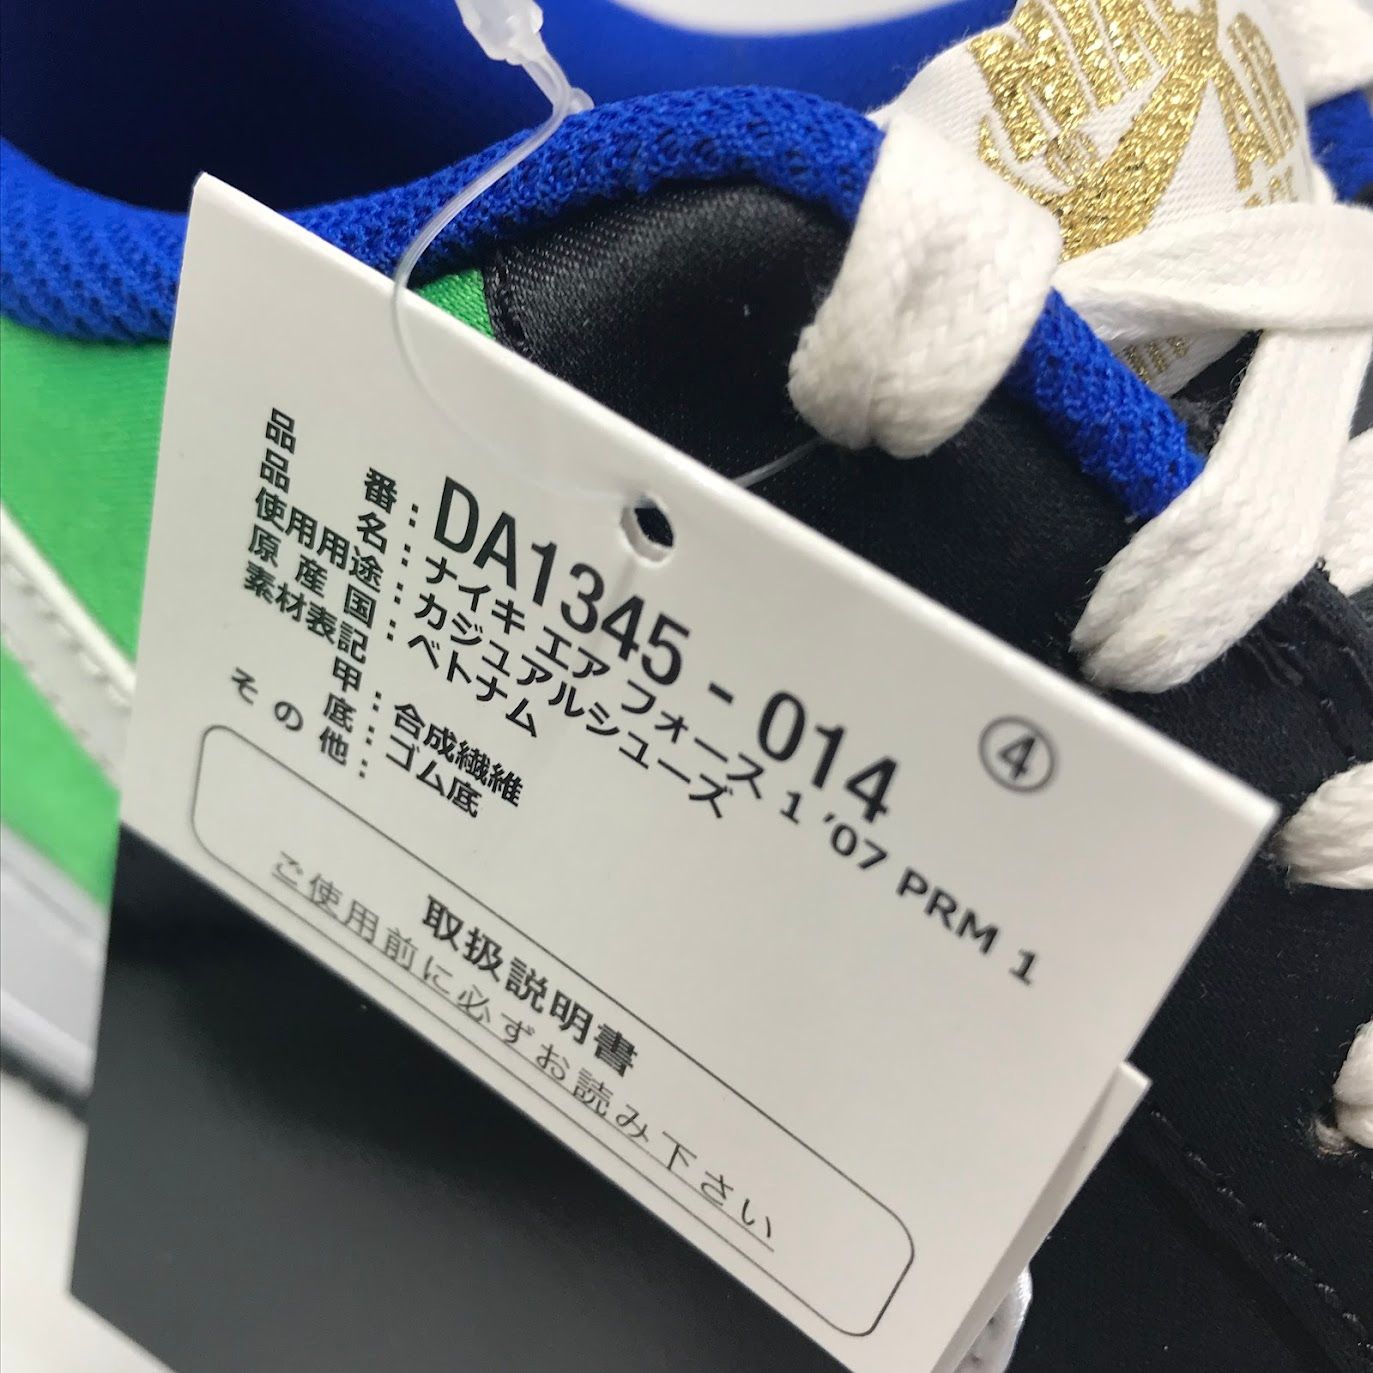 NIKE
AIR
品 番:DA1345-014 ④
品 名:ナイキ エア フォース 1 '07 PRM 1
使用用途:カジュアルシューズ
原 産 国:ベトナム
素材表記
甲:合成繊維
底:ゴム底
その他:
取扱説明書
ご使用前に必ずお読み下さい